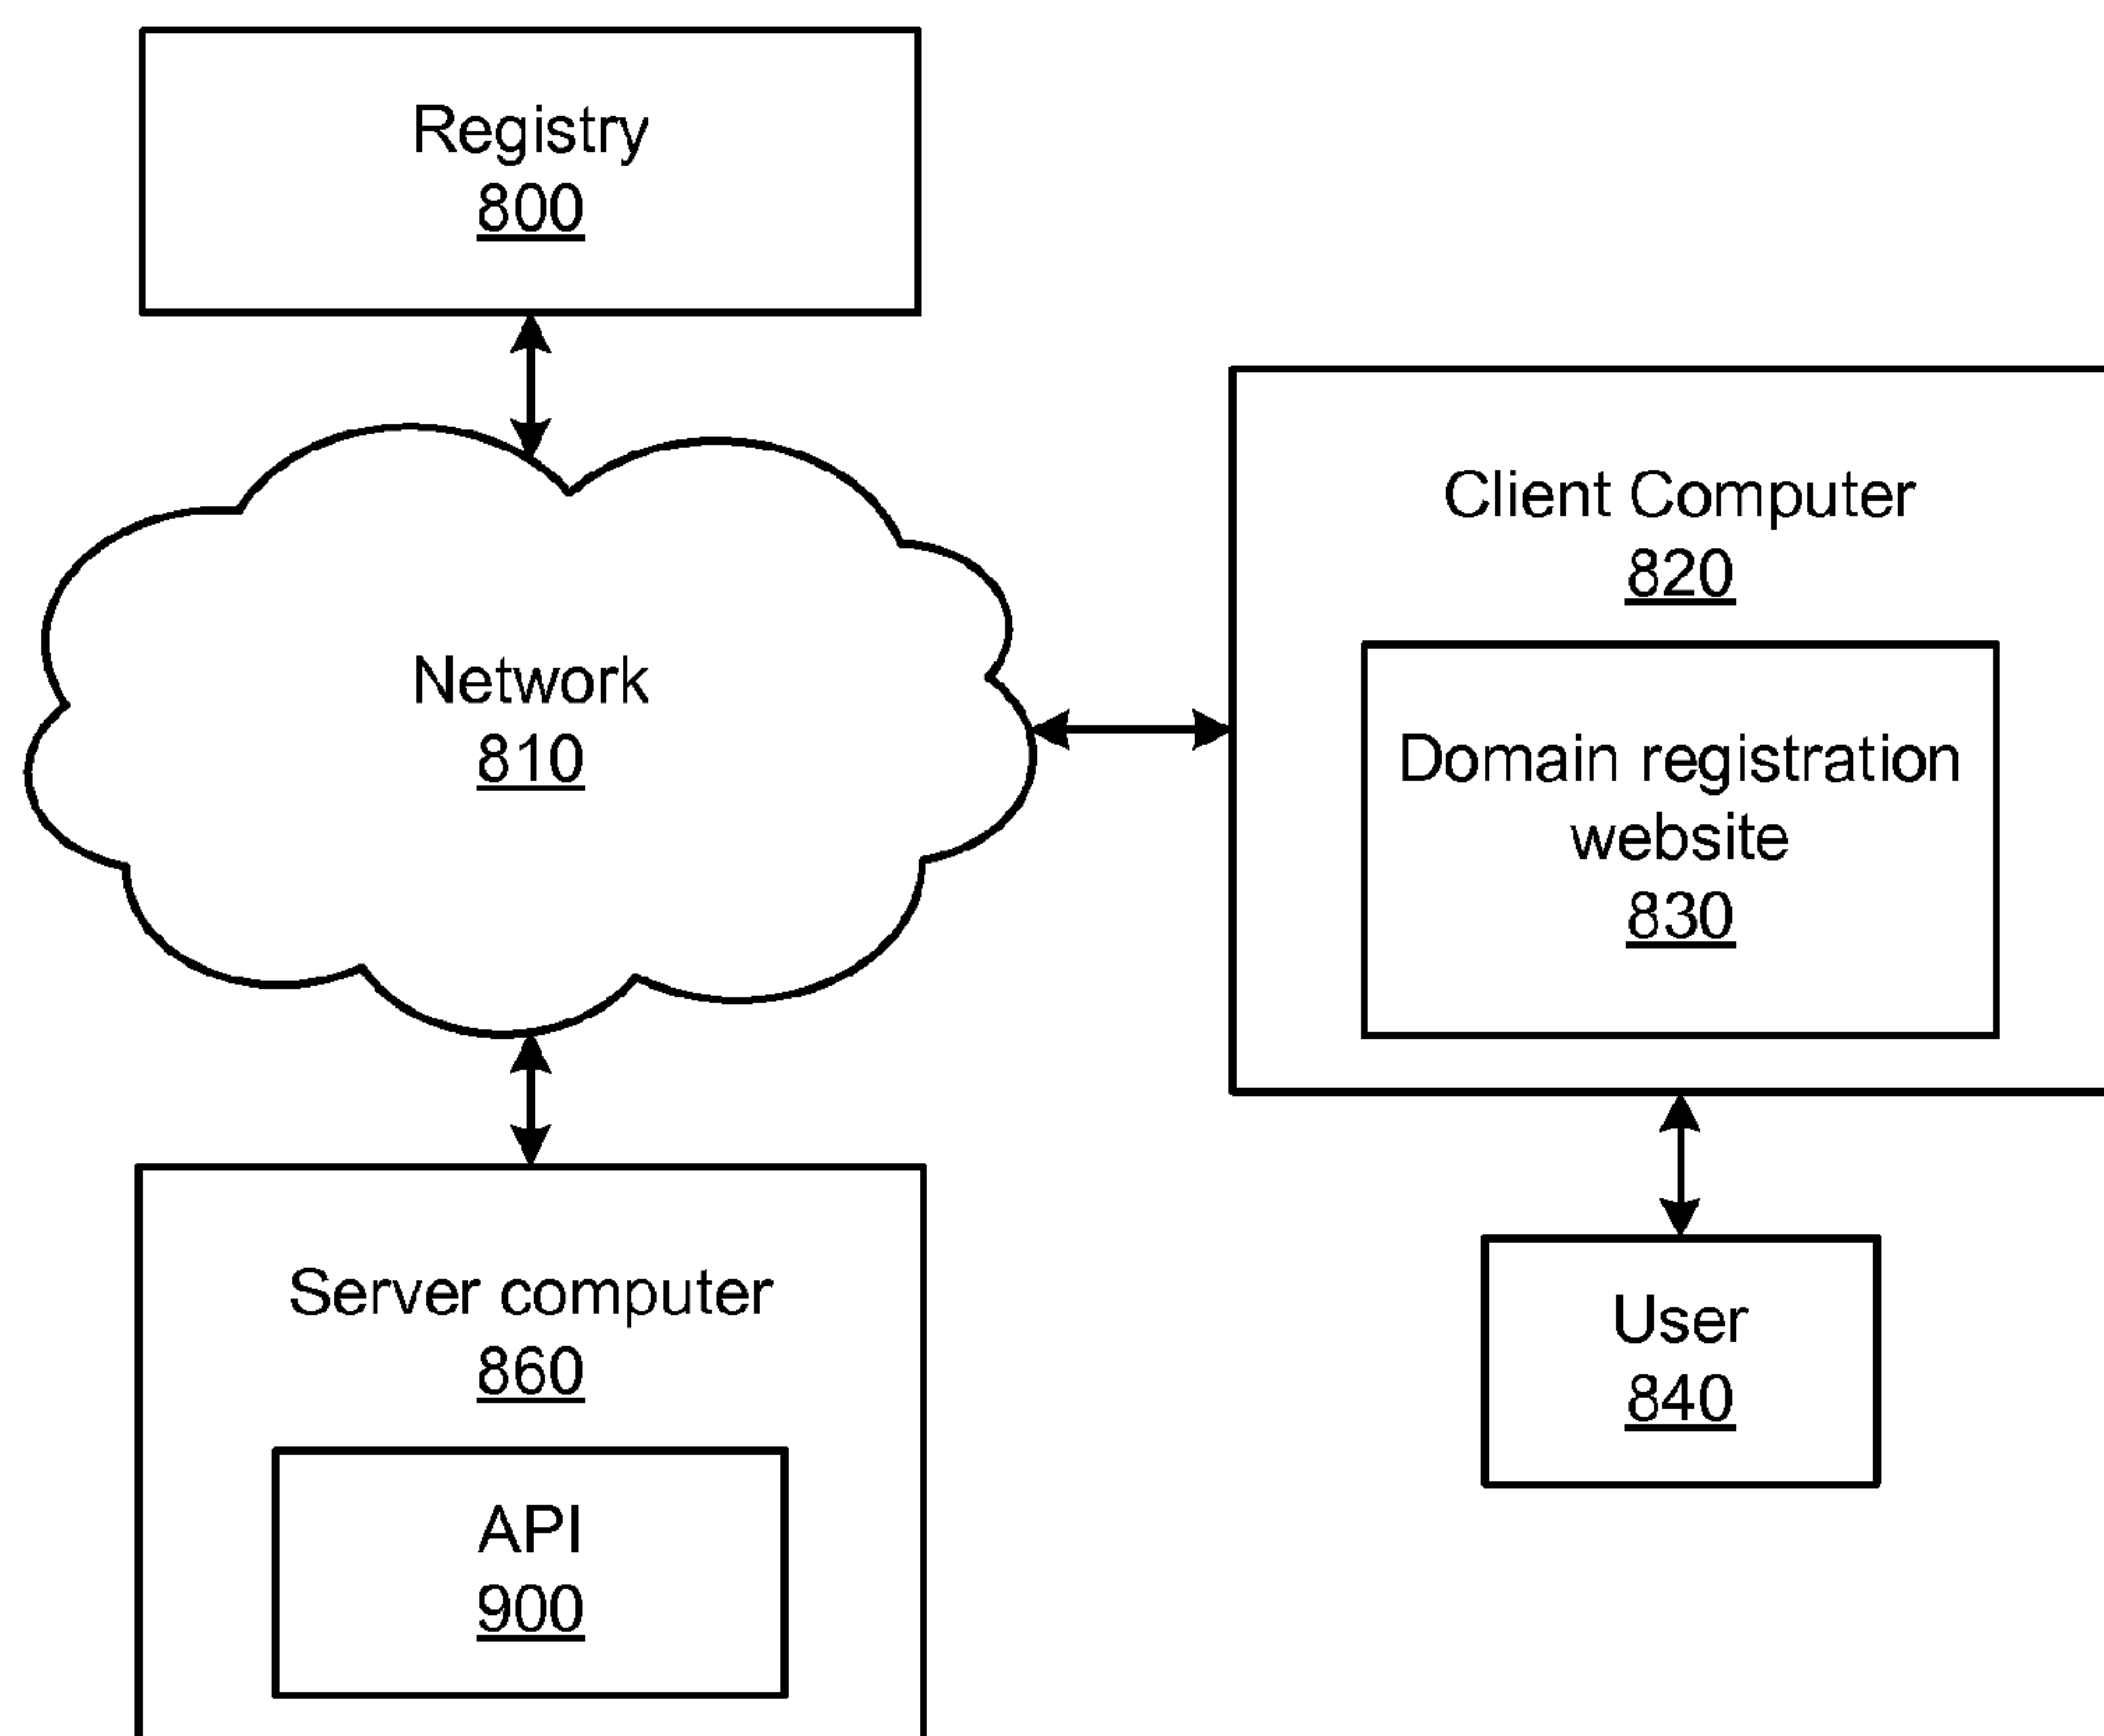 Registry
800
Network
810
Client Computer
820
Domain registration
website
830
Server computer
860
API
900
User
840